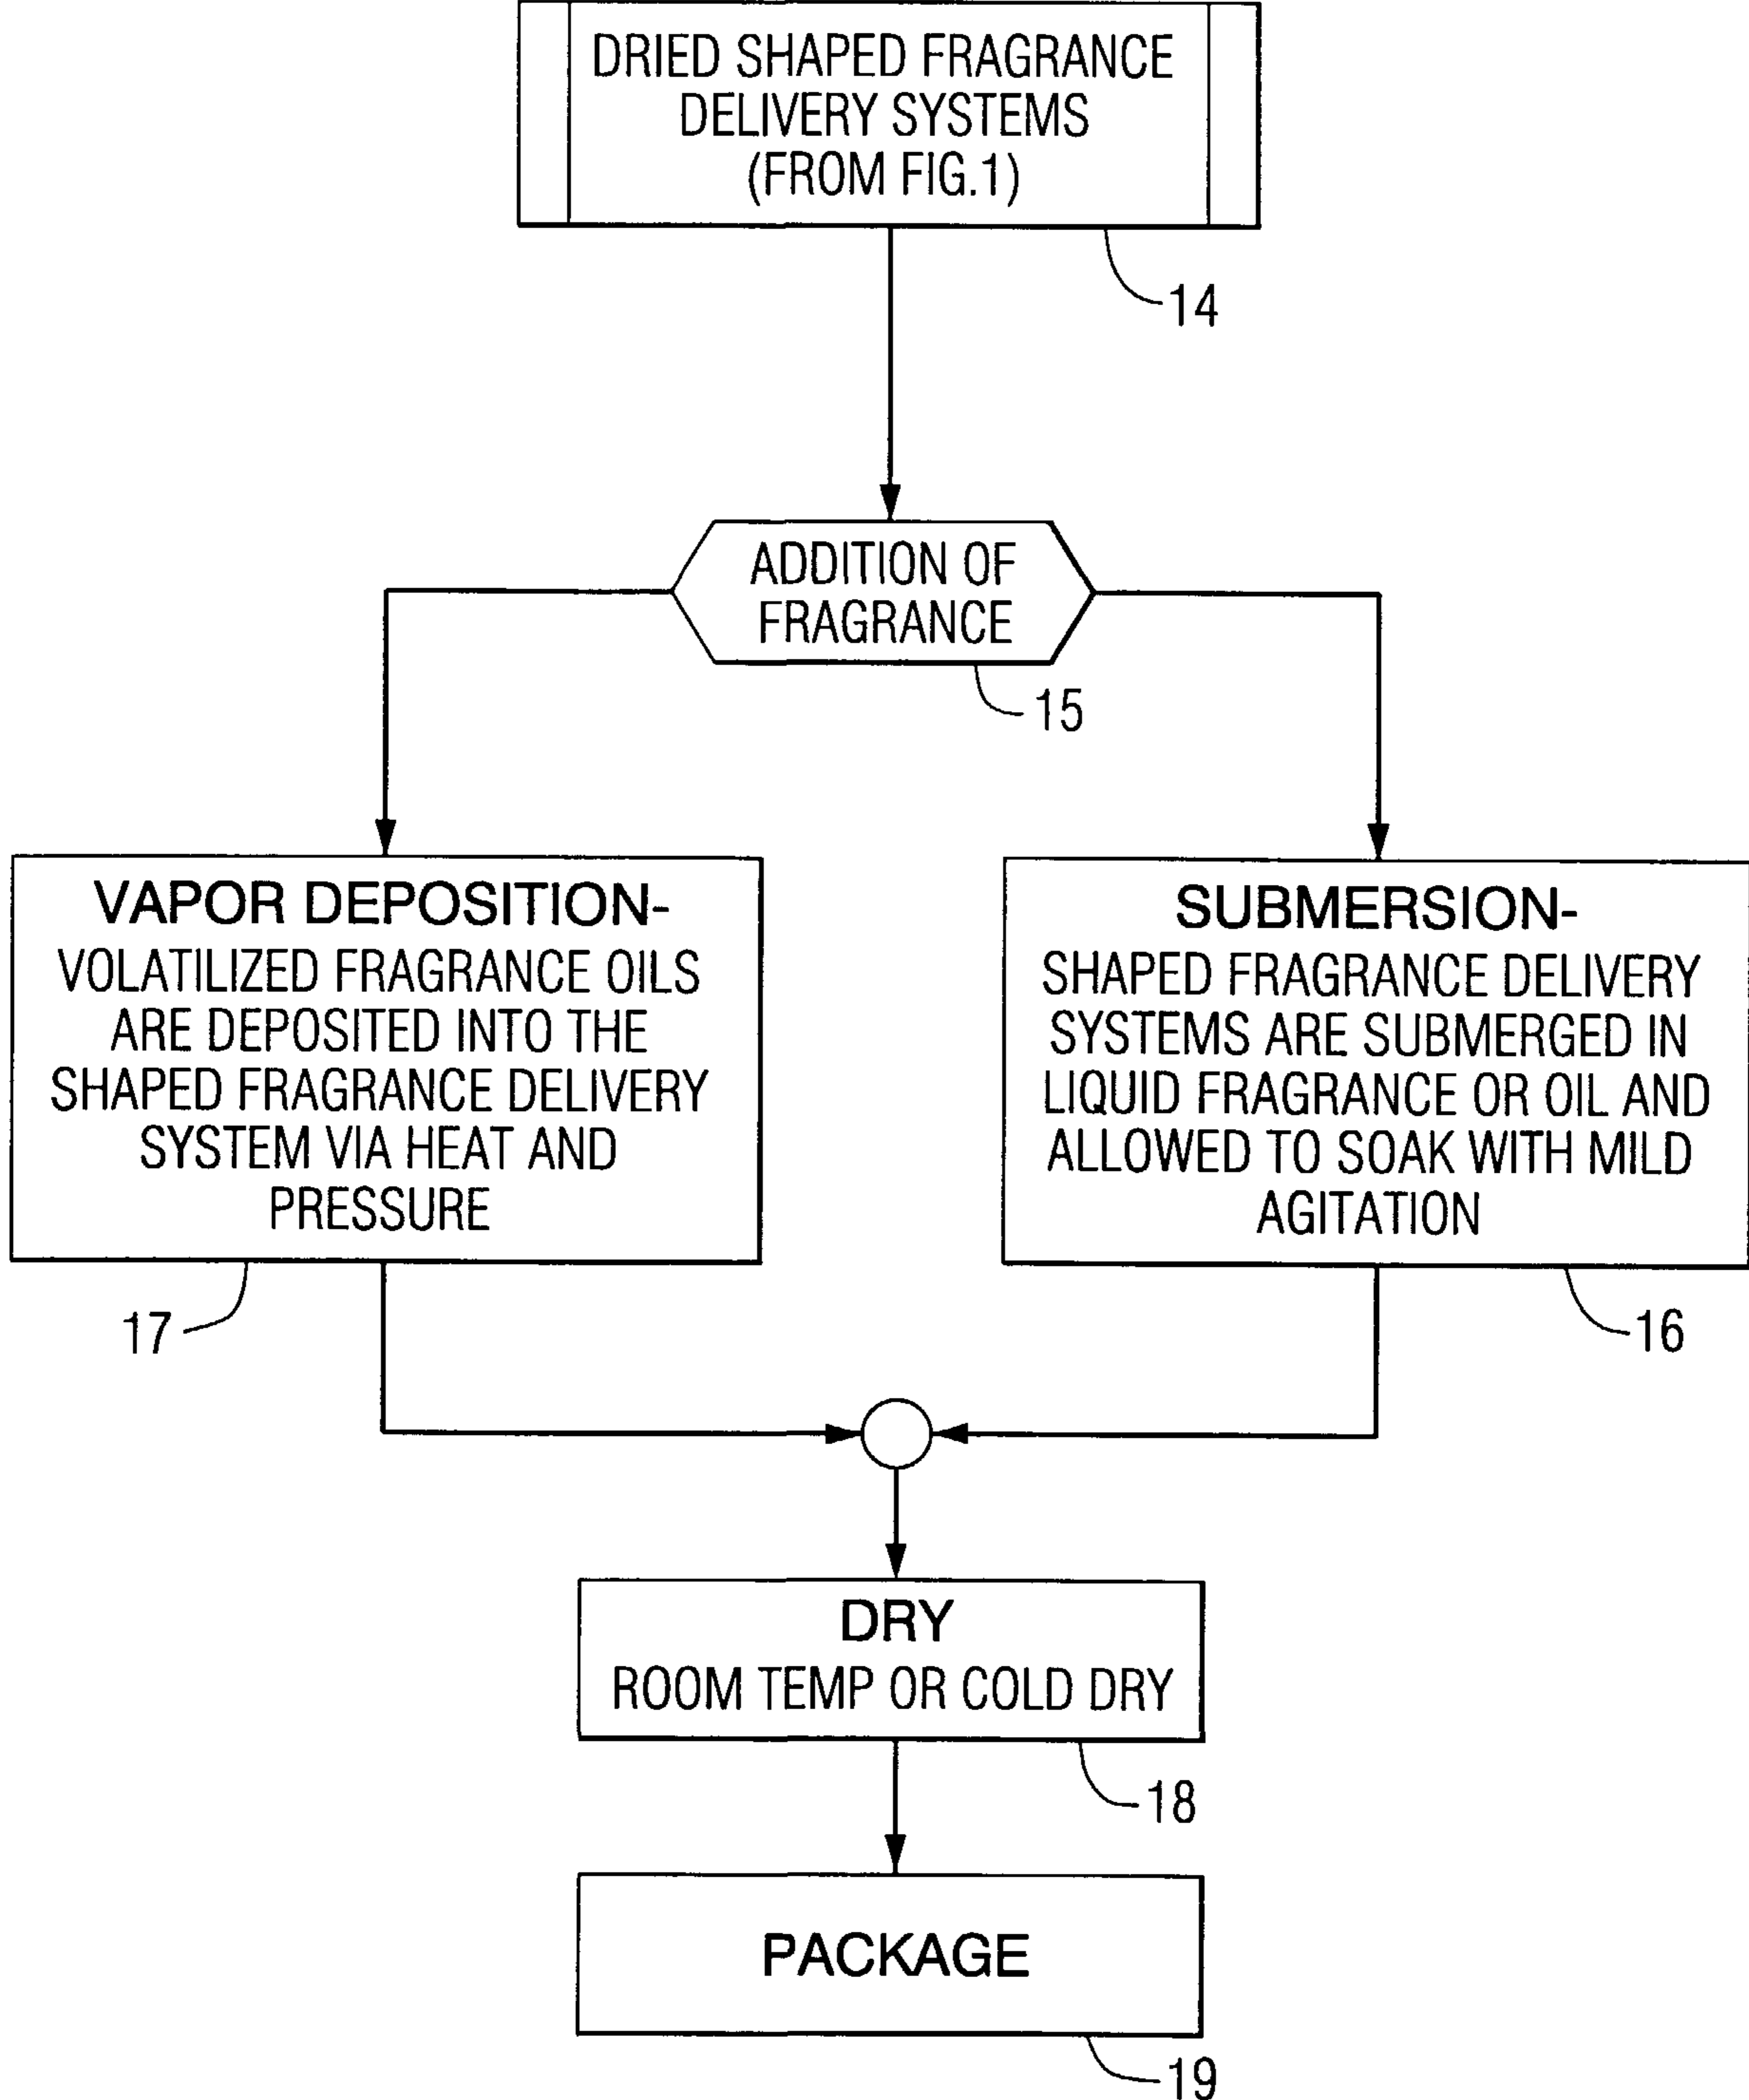 DRIED SHAPED FRAGRANCE
DELIVERY SYSTEMS
(FROM FIG.1)
14
ADDITION OF
FRAGRANCE
15
VAPOR DEPOSITION-
VOLATILIZED FRAGRANCE OILS
ARE DEPOSITED INTO THE
SHAPED FRAGRANCE DELIVERY
SYSTEM VIA HEAT AND
PRESSURE
17
SUBMERSION-
SHAPED FRAGRANCE DELIVERY
SYSTEMS ARE SUBMERGED IN
LIQUID FRAGRANCE OR OIL AND
ALLOWED TO SOAK WITH MILD
AGITATION
16
DRY
ROOM TEMP OR COLD DRY
18
PACKAGE
19